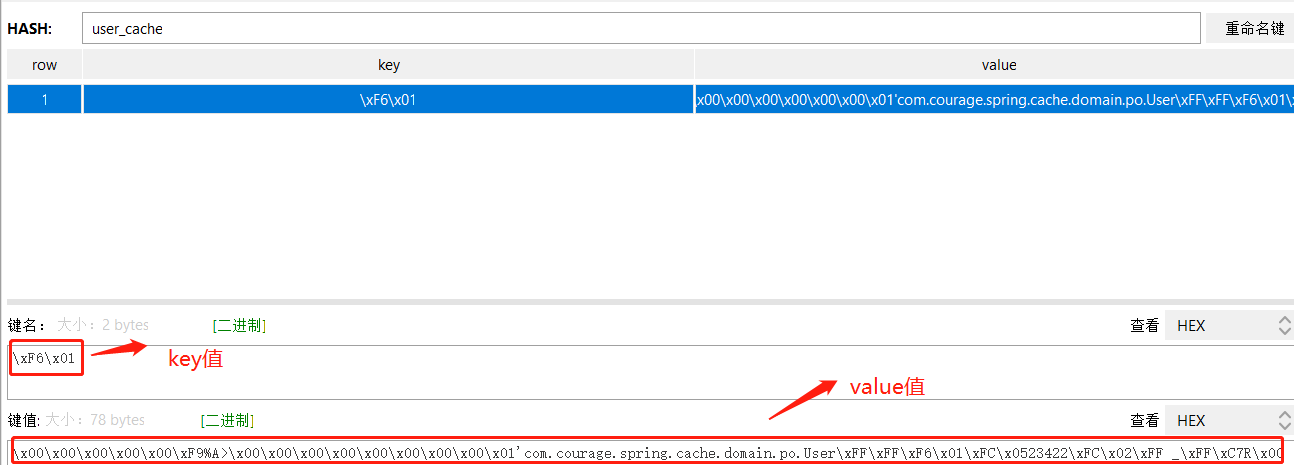 HASH: user_cache 重命名键
row key value
1 \xF6\x01 \x00\x00\x00\x00\x00\x00\x01'com.courage.spring.cache.domain.po.User\xFF\xFF\xF6\x01\x
键名: 大小: 2 bytes [二进制] 查看 HEX
\xF6\x01 key值
value值
键值: 大小: 78 bytes [二进制] 查看 HEX
\x00\x00\x00\x00\x00\xF9%A>\x00\x00\x00\x00\x00\x00\x00\x01'com.courage.spring.cache.domain.po.User\xFF\xFF\xF6\x01\xFC\x0523422\xFC\x02\xFF _\xFF\xC7R\x00